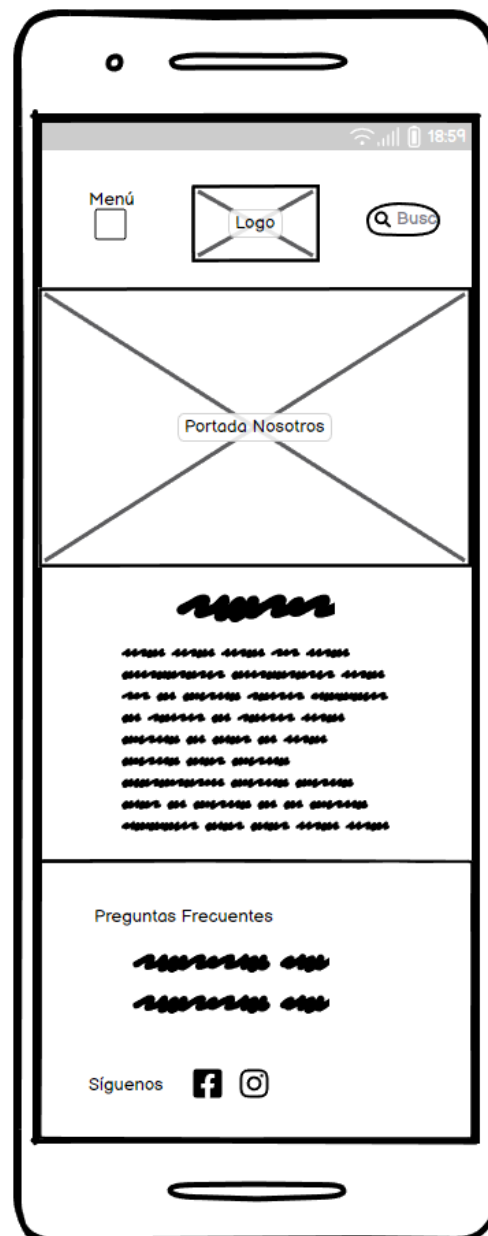 18:59
Menú
Logo
Busc
Portada Nosotros
Preguntas Frecuentes
Síguenos